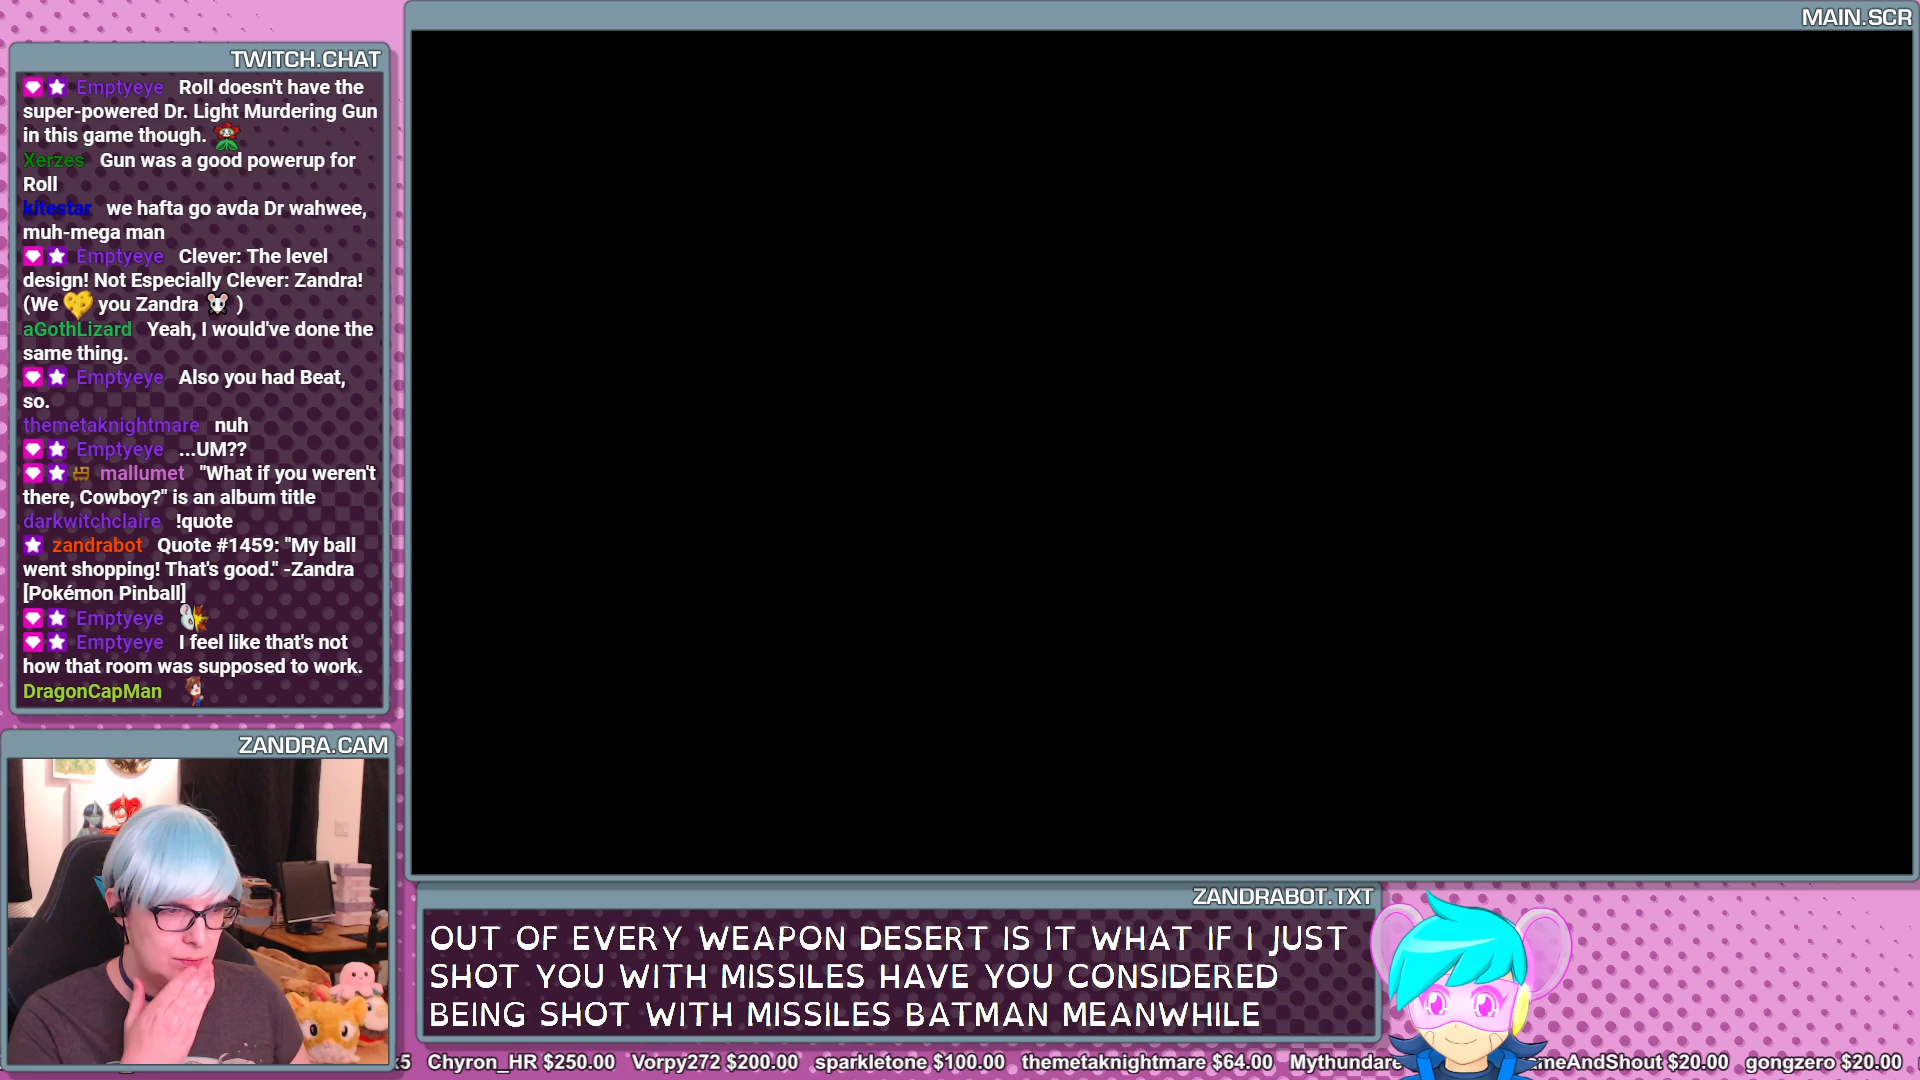 MAIN.SCR
TWITCH.CHAT
Emptyeye Roll doesn't have the
super-powered Dr. Light Murdering Gun
in this game though.
Xerzes Gun was a good powerup for
Roll
kitestar we hafta go avda Dr wahwee,
muh-mega man
Emptyeye Clever: The level
design! Not Especially Clever: Zandra!
(We you Zandra )
aGothLizard Yeah, I would've done the
same thing.
Emptyeye Also you had Beat,
so.
themetaknightmare nuh
Emptyeye ...UM??
mallumet "What if you weren't
there, Cowboy?" is an album title
darkwitchclaire !quote
zandrabot Quote #1459: "My ball
went shopping! That's good." -Zandra
[Pokémon Pinball]
Emptyeye
Emptyeye I feel like that's not
how that room was supposed to work.
DragonCapMan
ZANDRA.CAM
ZANDRABOT.TXT
OUT OF EVERY WEAPON DESERT IS IT WHAT IF I JUST
SHOT YOU WITH MISSILES HAVE YOU CONSIDERED
BEING SHOT WITH MISSILES BATMAN MEANWHILE
x5 Chyron_HR $250.00 Vorpy272 $200.00 sparkletone $100.00 themetaknightmare $64.00 Mythundare meAndShout $20.00 gongzero $20.00